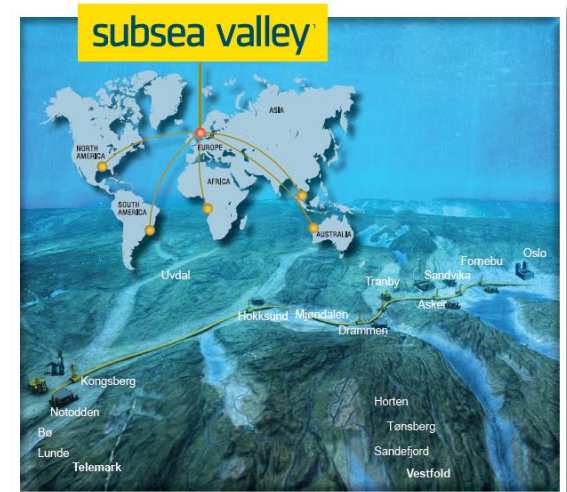 subsea valley
ASIA
NORTH
AMERICA
EUROPE
AFRICA
SOUTH
AMERICA
AUSTRALIA
Oslo
Fornebu
Sandvika
Uvdal
Tranby
Asker
Hokksund
Mjøndalen
Drammen
Kongsberg
Notodden
Horten
Bø
Tønsberg
Lunde
Sandefjord
Telemark
Vestfold